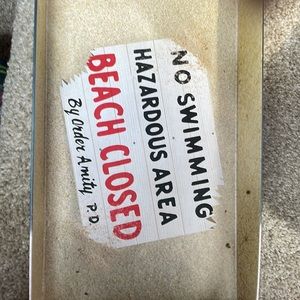 NO SWIMMING
HAZARDOUS AREA
BEACH CLOSED
By Order Amity P.D.